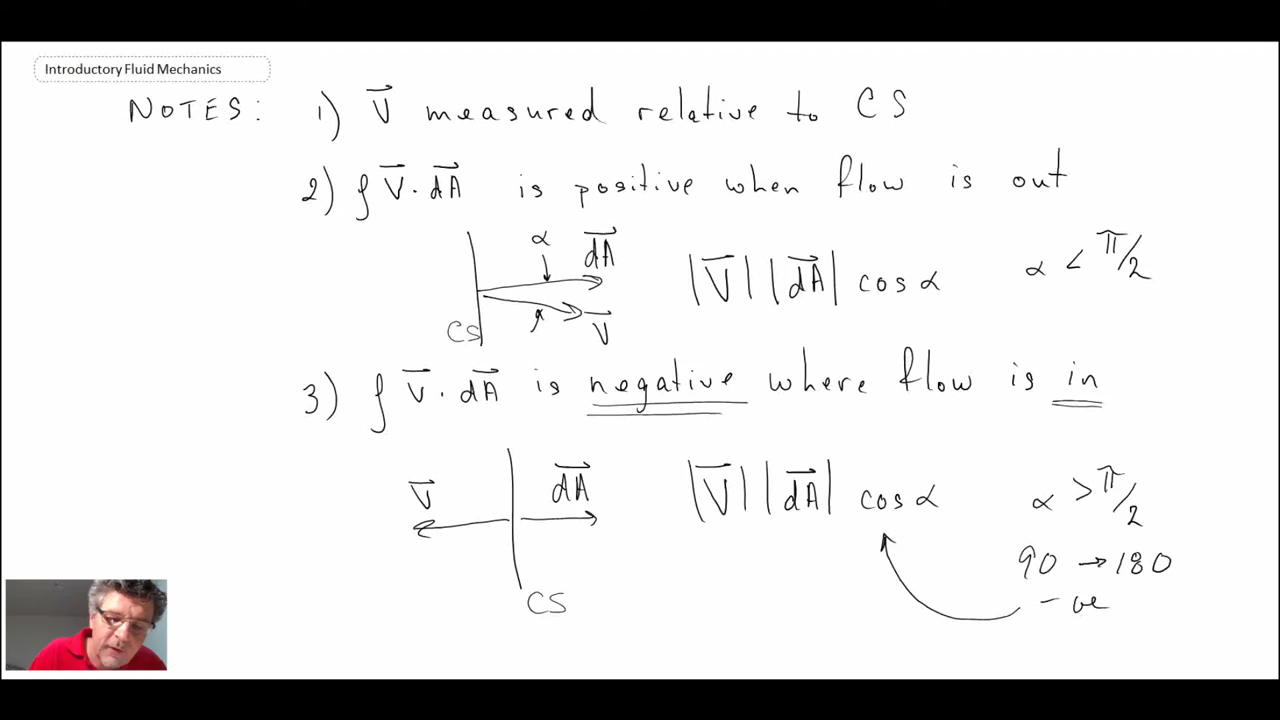 Introductory Fluid Mechanics
NOTES: 1) V⃗ measured relative to CS
2) ∫ V⃗ · dA⃗ is positive when flow is out
α dA⃗ |V⃗| |dA⃗| cos α α < π/2
CS V⃗
3) ∫ V⃗ · dA⃗ is negative where flow is in
V⃗ dA⃗ |V⃗| |dA⃗| cos α α > π/2
90 → 180
CS - ve